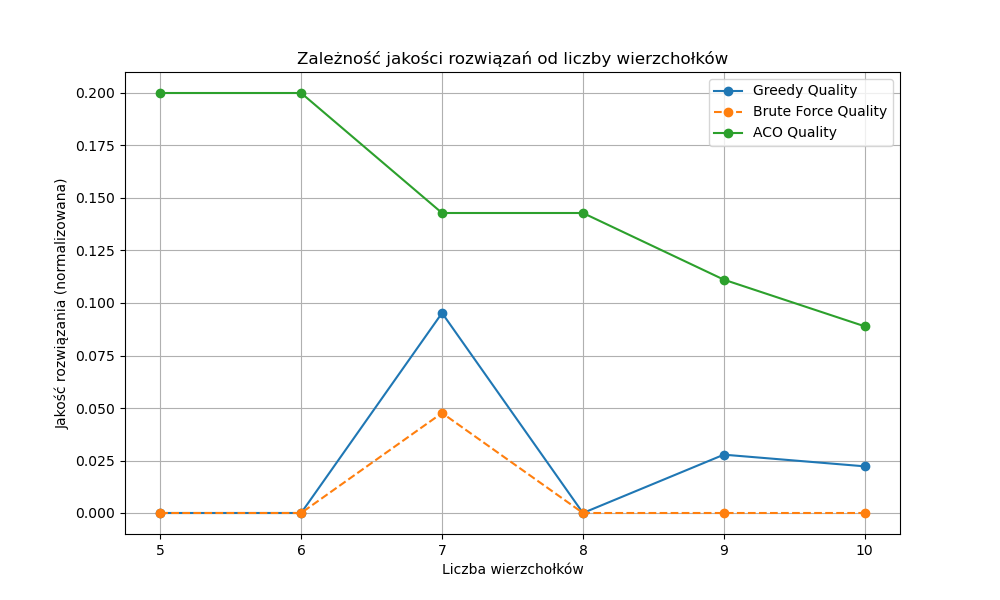 Zależność jakości rozwiązań od liczby wierzchołków
Greedy Quality
Brute Force Quality
ACO Quality
Jakość rozwiązania (normalizowana)
0.200
0.175
0.150
0.125
0.100
0.075
0.050
0.025
0.000
5 6 7 8 9 10
Liczba wierzchołków